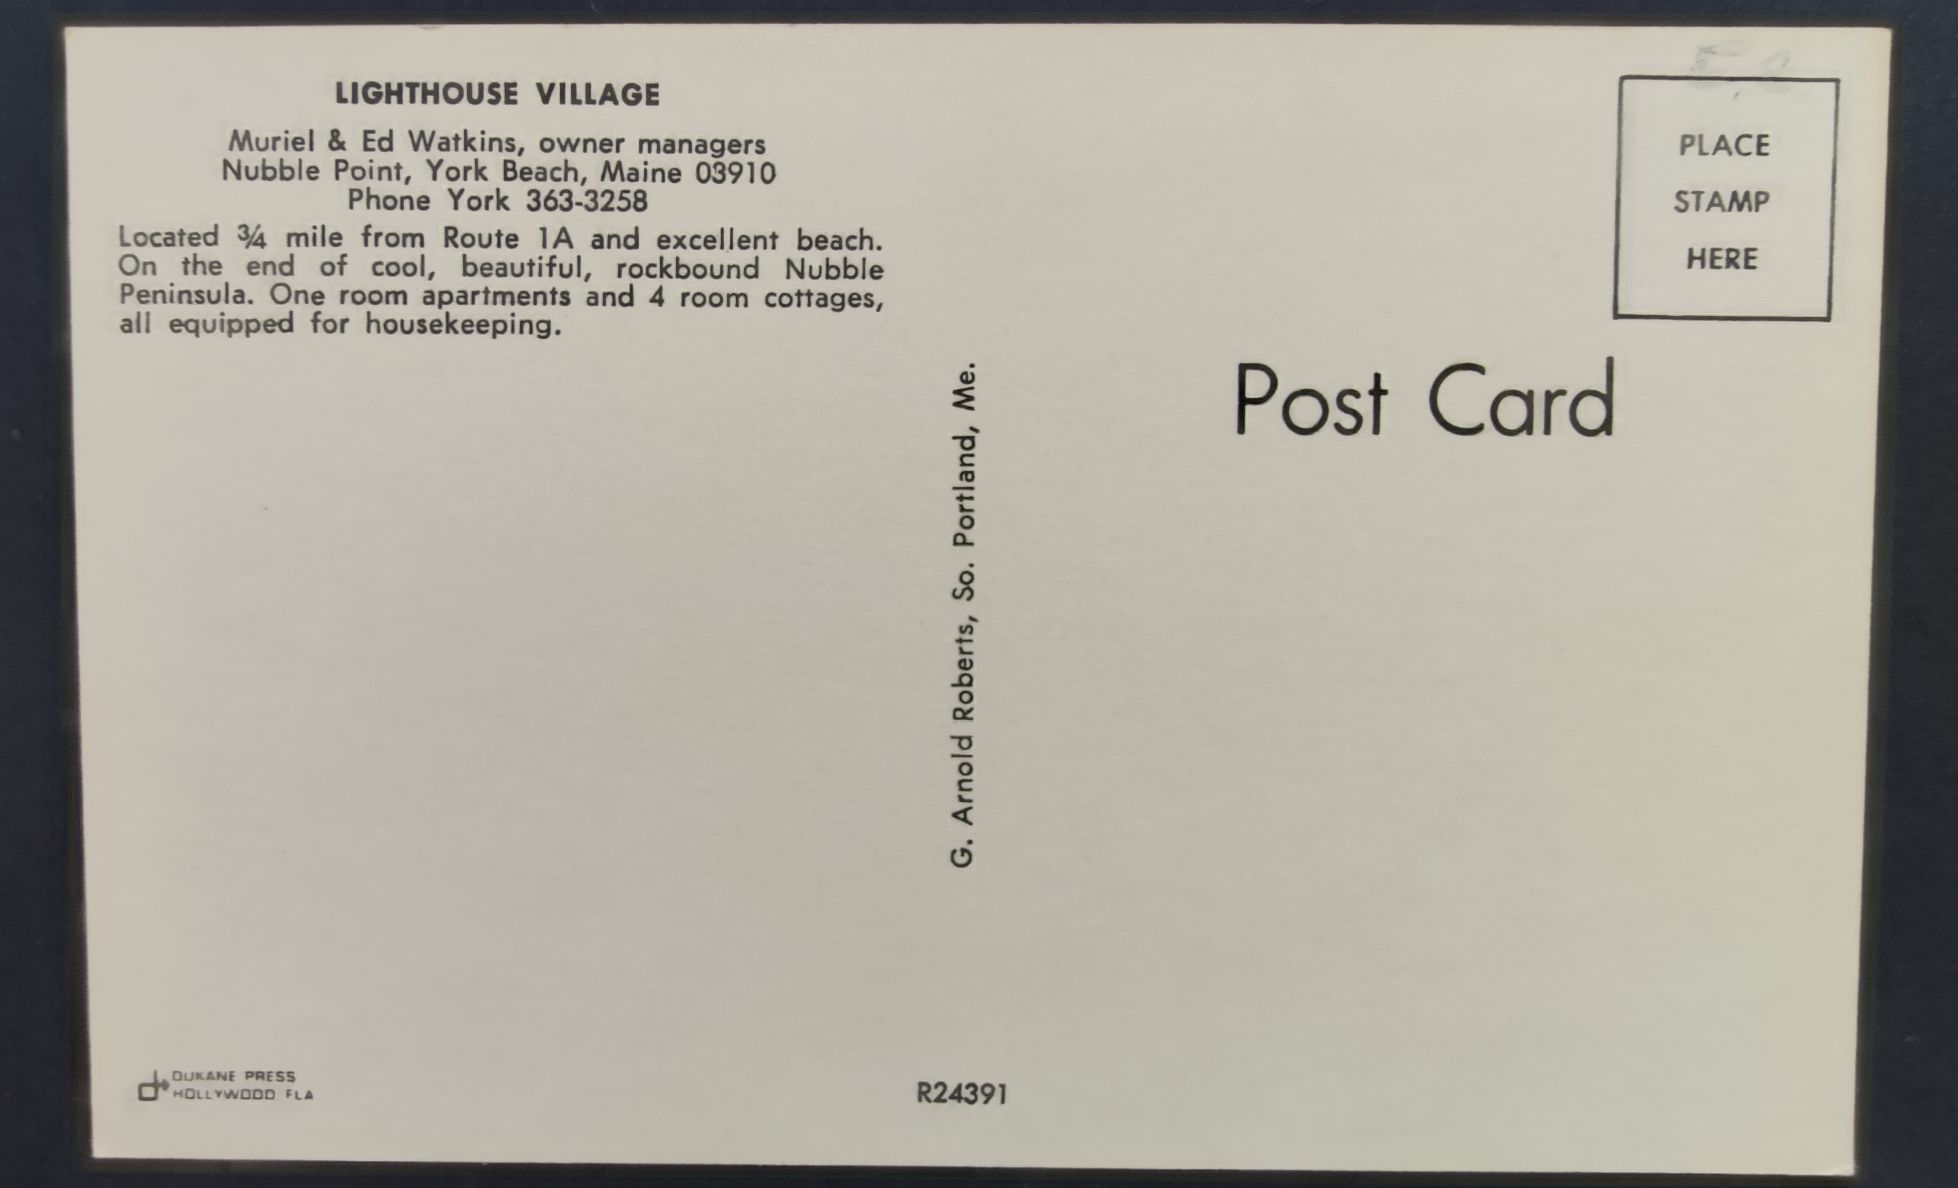 LIGHTHOUSE VILLAGE
Muriel & Ed Watkins, owner managers
Nubble Point, York Beach, Maine 03910
Phone York 363-3258
Located ¾ mile from Route 1A and excellent beach.
On the end of cool, beautiful, rockbound Nubble
Peninsula. One room apartments and 4 room cottages,
all equipped for housekeeping.
G. Arnold Roberts, So. Portland, Me.
PLACE
STAMP
HERE
Post Card
DUKANE PRESS
HOLLYWOOD FLA
R24391